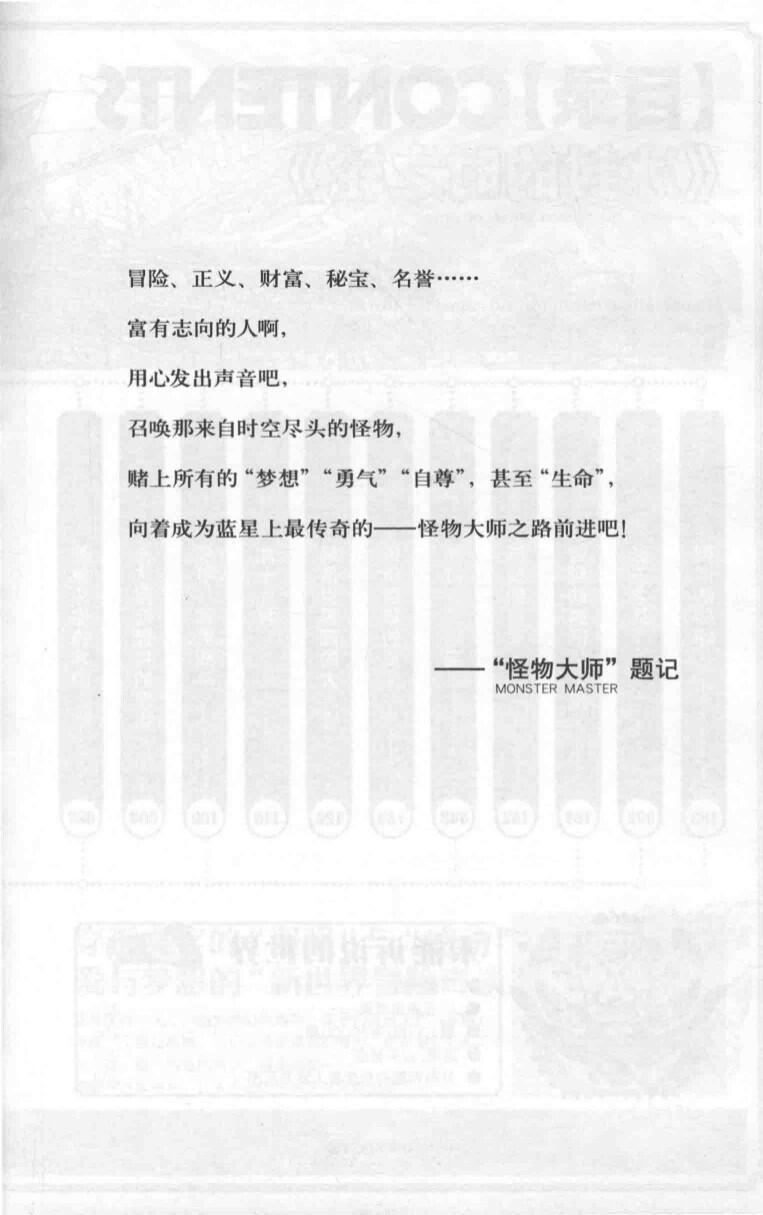 冒险、正义、财富、秘宝、名誉……
富有志向的人啊，
用心发出声音吧，
召唤那来自时空尽头的怪物，
赌上所有的“梦想”“勇气”“自尊”，甚至“生命”，
向着成为蓝星上最传奇的——怪物大师之路前进吧！
——“怪物大师”题记
MONSTER MASTER